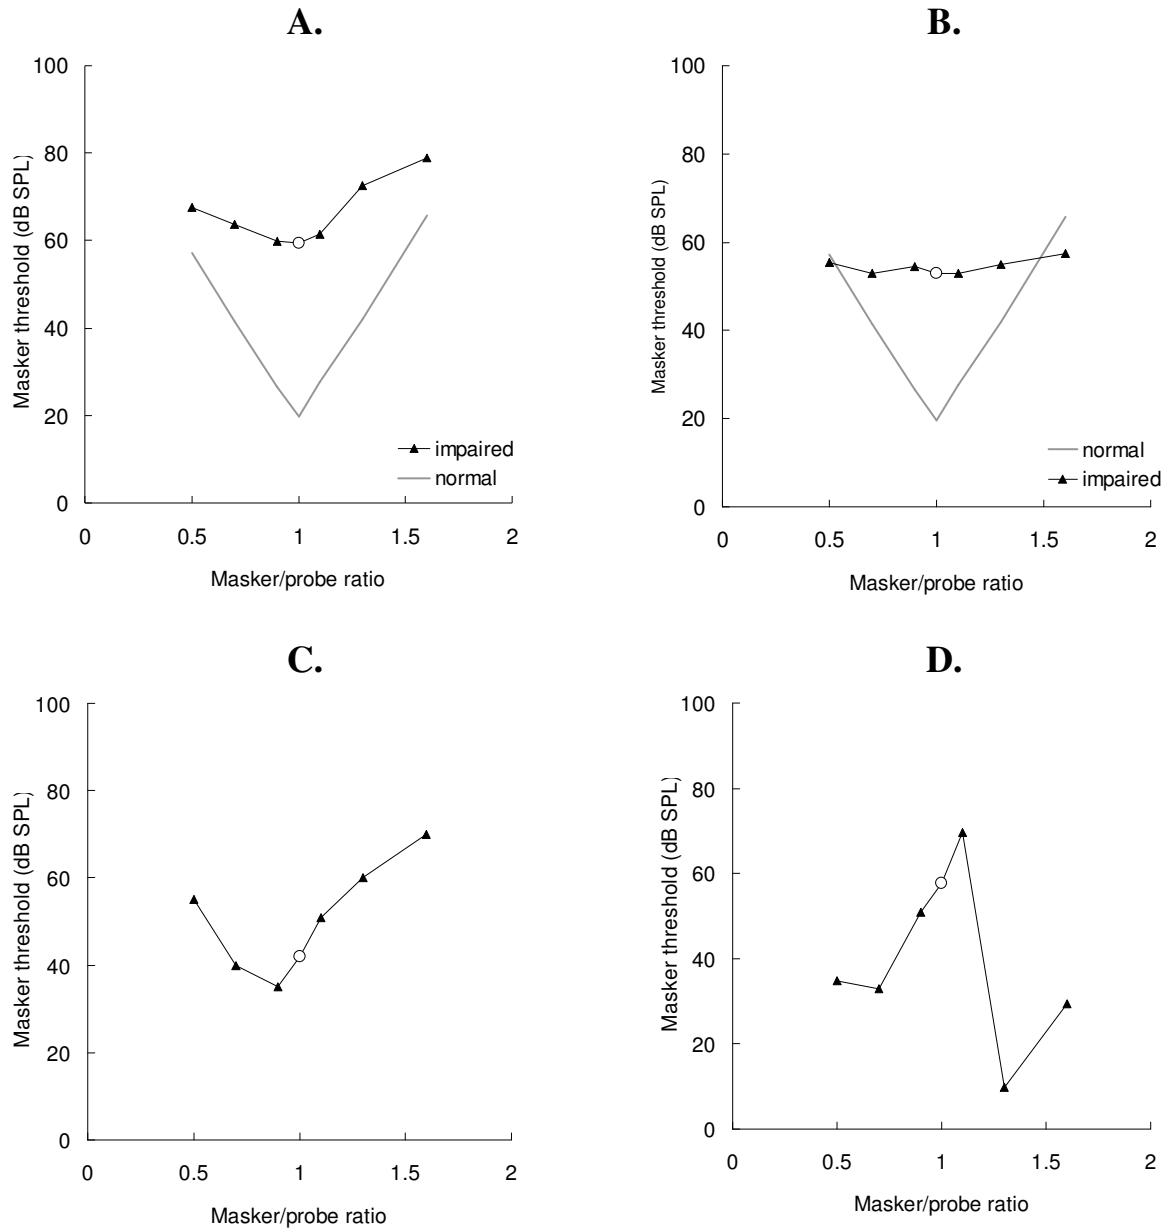 A.
100
80
60
40
20
0
0 0.5 1 1.5 2
Masker threshold (dB SPL)
Masker/probe ratio
impaired
normal
B.
100
80
60
40
20
0
0 0.5 1 1.5 2
Masker threshold (dB SPL)
Masker/probe ratio
normal
impaired
C.
100
80
60
40
20
0
0 0.5 1 1.5 2
Masker threshold (dB SPL)
Masker/probe ratio
D.
100
80
60
40
20
0
0 0.5 1 1.5 2
Masker threshold (dB SPL)
Masker/probe ratio